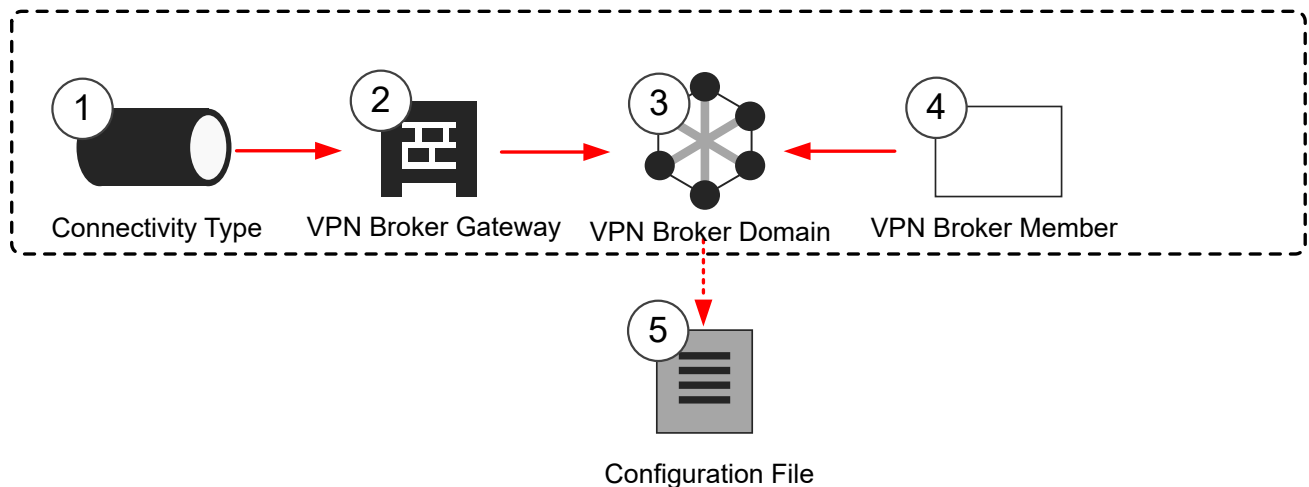 1
2
3
4
Connectivity Type
VPN Broker Gateway
VPN Broker Domain
VPN Broker Member
5
Configuration File